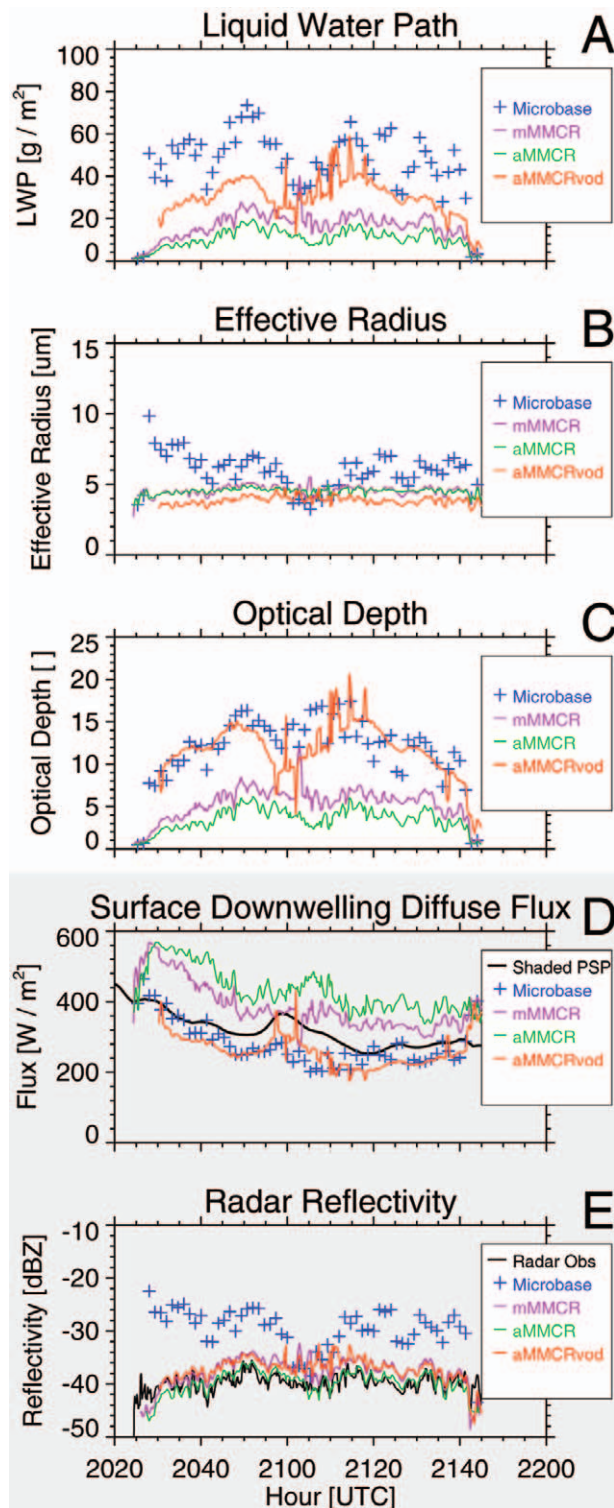 Liquid Water Path
A
LWP [g / m²]
100
80
60
40
20
0
Microbase
mMMCR
aMMCR
aMMCRvod
Effective Radius
B
Effective Radius [um]
15
10
5
0
Microbase
mMMCR
aMMCR
aMMCRvod
Optical Depth
C
Optical Depth [ ]
25
20
15
10
5
0
Microbase
mMMCR
aMMCR
aMMCRvod
Surface Downwelling Diffuse Flux
D
Flux [W / m²]
600
400
200
0
Shaded PSP
Microbase
mMMCR
aMMCR
aMMCRvod
Radar Reflectivity
E
Reflectivity [dBZ]
-10
-20
-30
-40
-50
Radar Obs
Microbase
mMMCR
aMMCR
aMMCRvod
2020 2040 2100 2120 2140 2200
Hour [UTC]